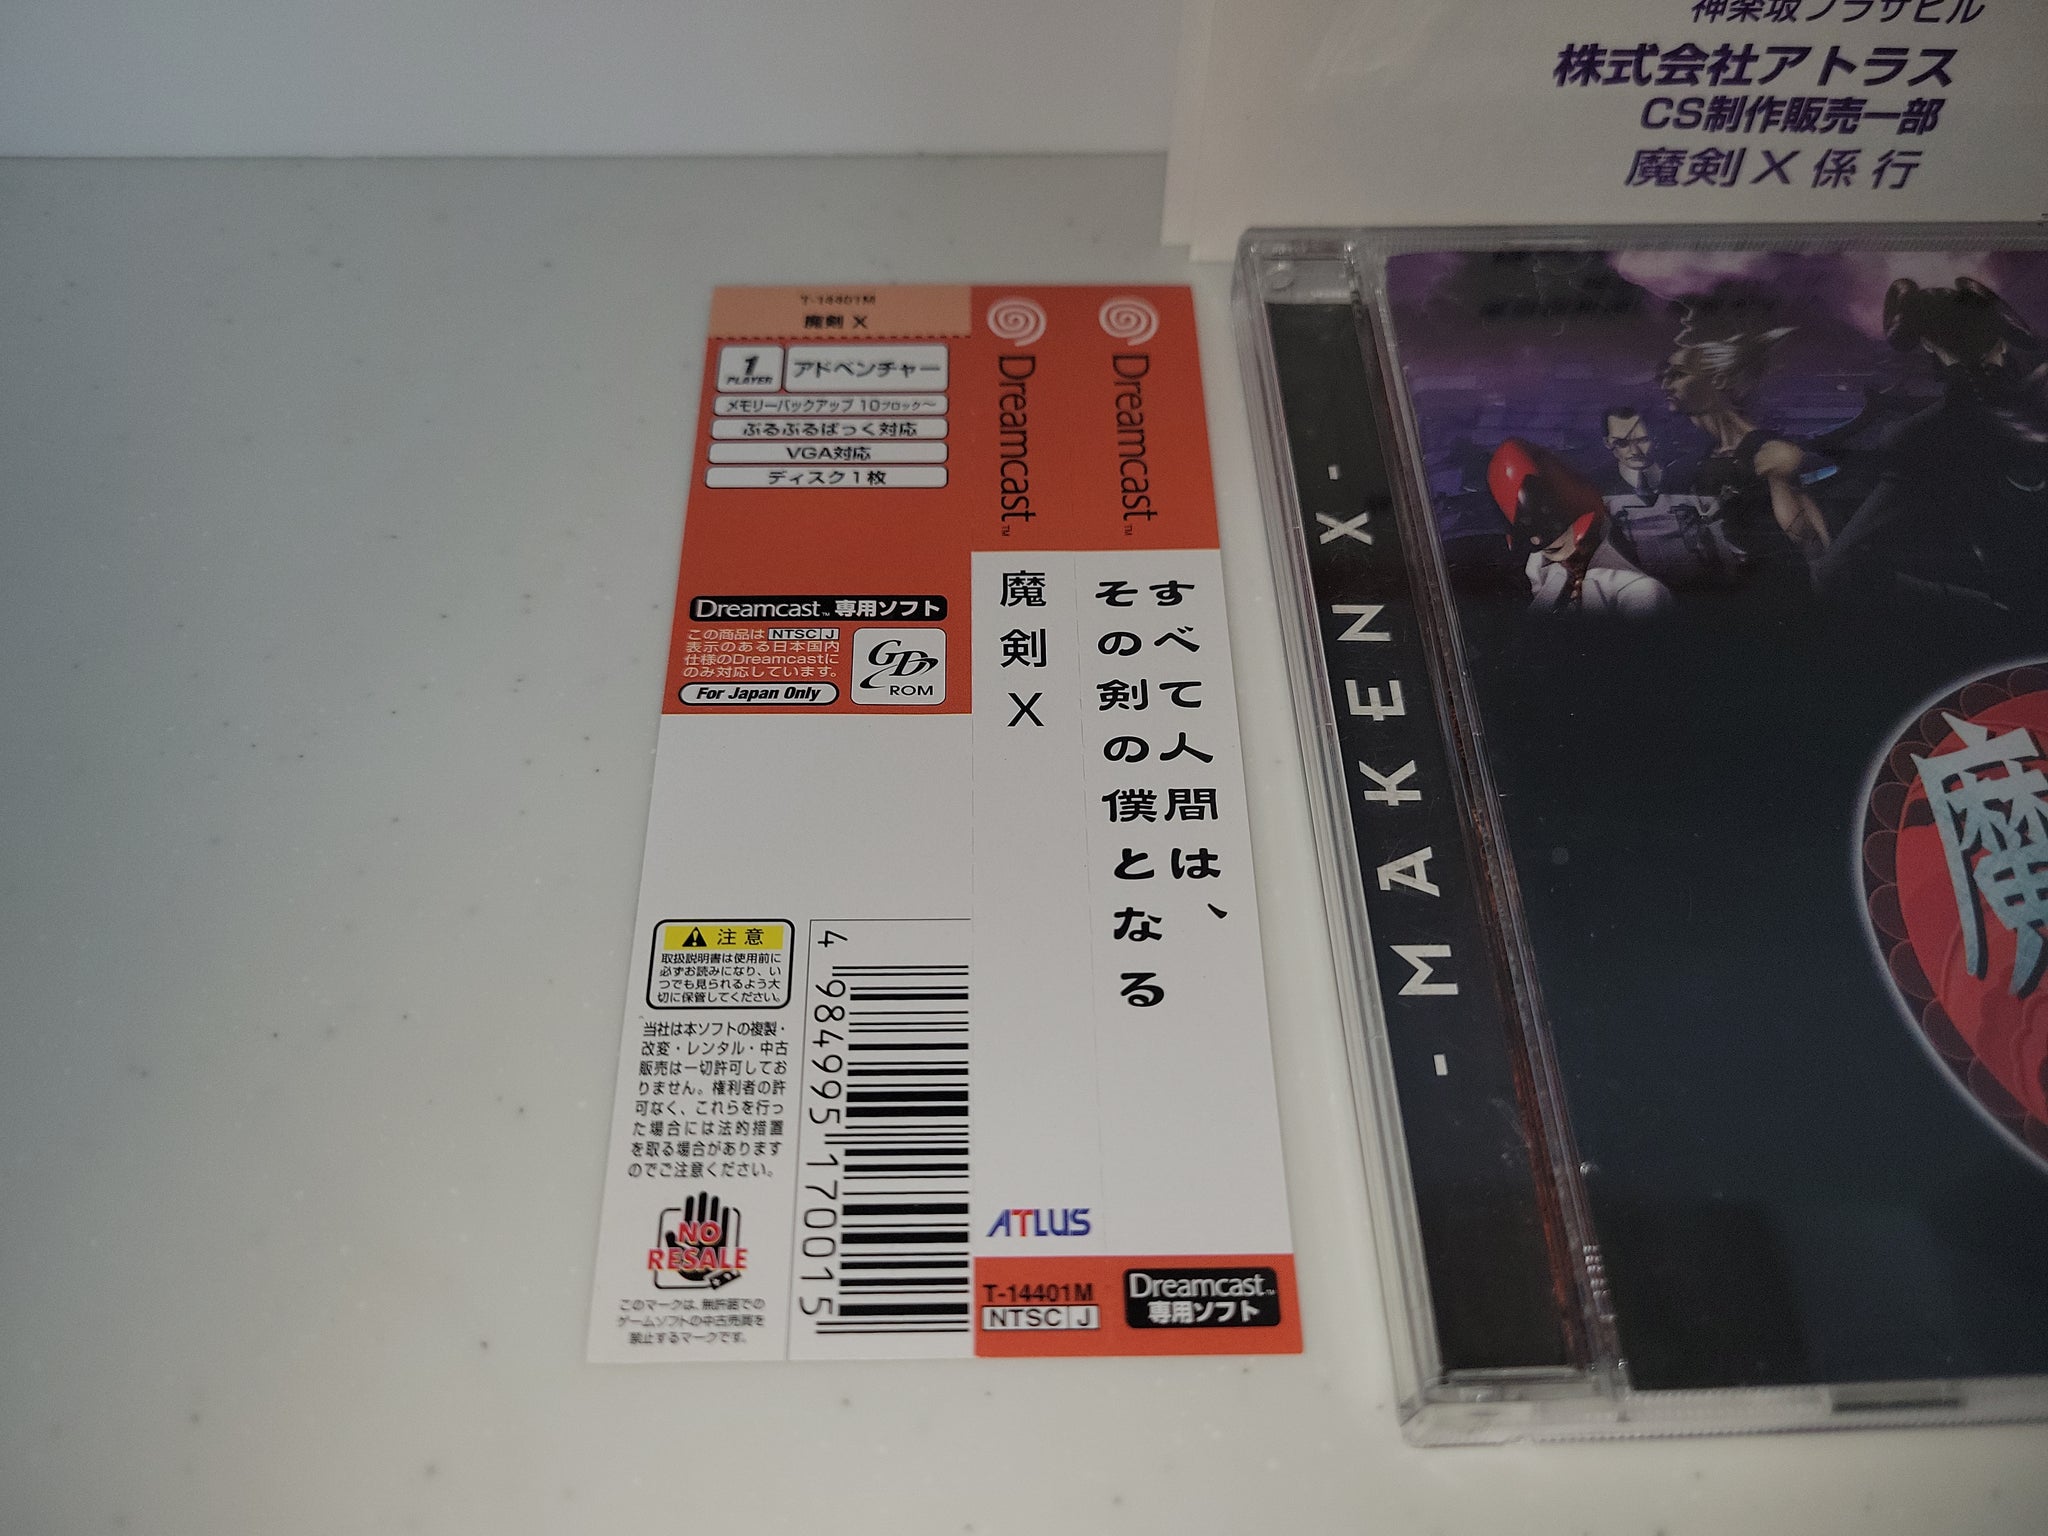 神楽坂プラザビル
株式会社アトラス
CS制作販売一部
魔剣X係 行
T-14401M
魔剣 X
1
PLAYER
アドベンチャー
メモリーバックアップ 10ブロック〜
ぷるぷるぱっく対応
VGA対応
ディスク1枚
Dreamcast™ 専用ソフト
この商品は NTSC J
表示のある日本国内
仕様のDreamcastに
のみ対応しています。
For Japan Only
GD
ROM
注意
取扱説明書は使用前に
必ずお読みになり、い
つでも見られるよう大
切に保管してください。
当社は本ソフトの複製・
改変・レンタル・中古
販売は一切許可してお
りません。権利者の許
可なく、これらを行っ
た場合には法的措置
を取る場合があります
のでご注意ください。
NO
RESALE
このマークは、無許諾での
ゲームソフトの中古売買を
禁止するマークです。
4 984995 170015
Dreamcast™
魔剣X
ATLUS
T-14401M
NTSC J
Dreamcast™
すべて人間は、
その剣の僕となる
Dreamcast™
専用ソフト
- MAKEN X -
魔